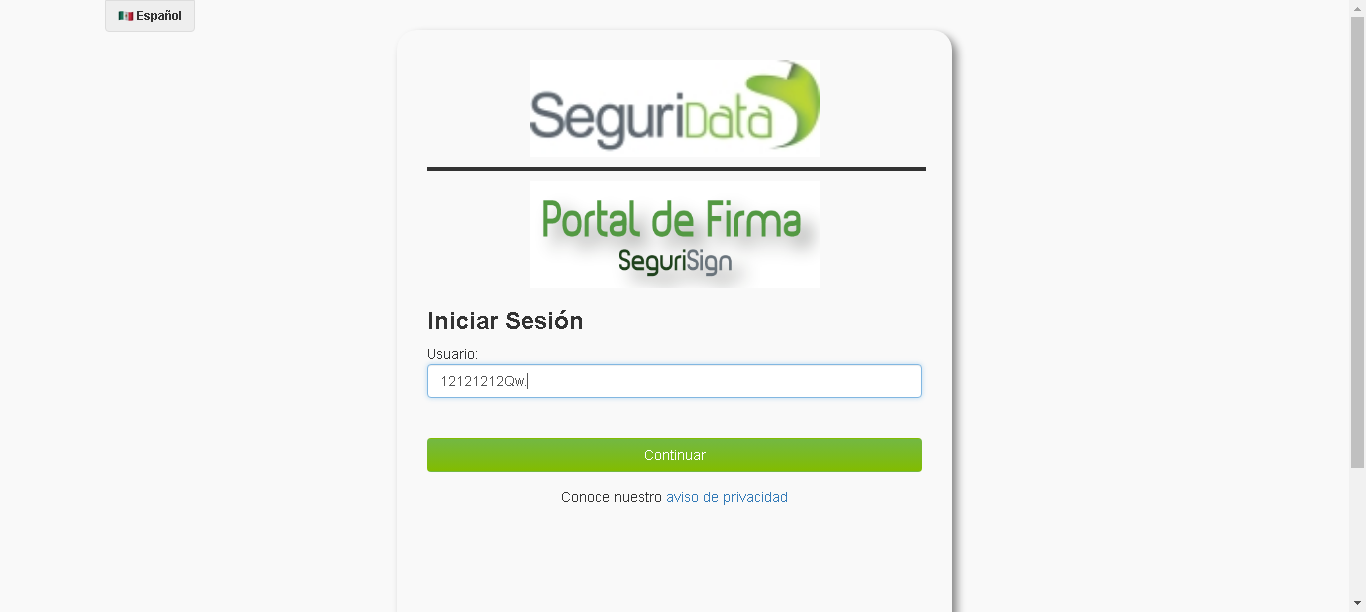 Español
SeguriData
Portal de Firma
SeguriSign
Iniciar Sesión
Usuario:
12121212Qw.
Continuar
Conoce nuestro aviso de privacidad